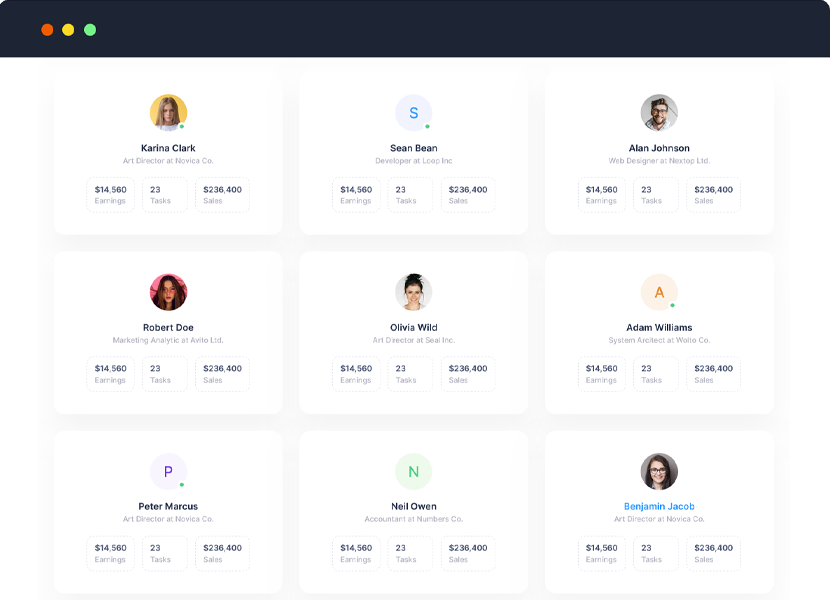 S
Karina Clark
Sean Bean
Alan Johnson
Art Director at Novica Co.
Developer at Loop Inc
Web Designer at Nextop Ltd.
$14,560 23 $236,400
Earnings Tasks Sales
$14,560 23 $236,400
Earnings Tasks Sales
$14,560 23 $236,400
Earnings Tasks Sales
A
Robert Doe
Olivia Wild
Adam Williams
Marketing Analytic at Avito Ltd.
Art Director at Seal Inc.
System Arcitect at Wolto Co.
$14,560 23 $236,400
Earnings Tasks Sales
$14,560 23 $236,400
Earnings Tasks Sales
$14,560 23 $236,400
Earnings Tasks Sales
P
N
Peter Marcus
Neil Owen
Benjamin Jacob
Art Director at Novica Co.
Accountant at Numbers Co.
Art Director at Novica Co.
$14,560 23 $236,400
Earnings Tasks Sales
$14,560 23 $236,400
Earnings Tasks Sales
$14,560 23 $236,400
Earnings Tasks Sales